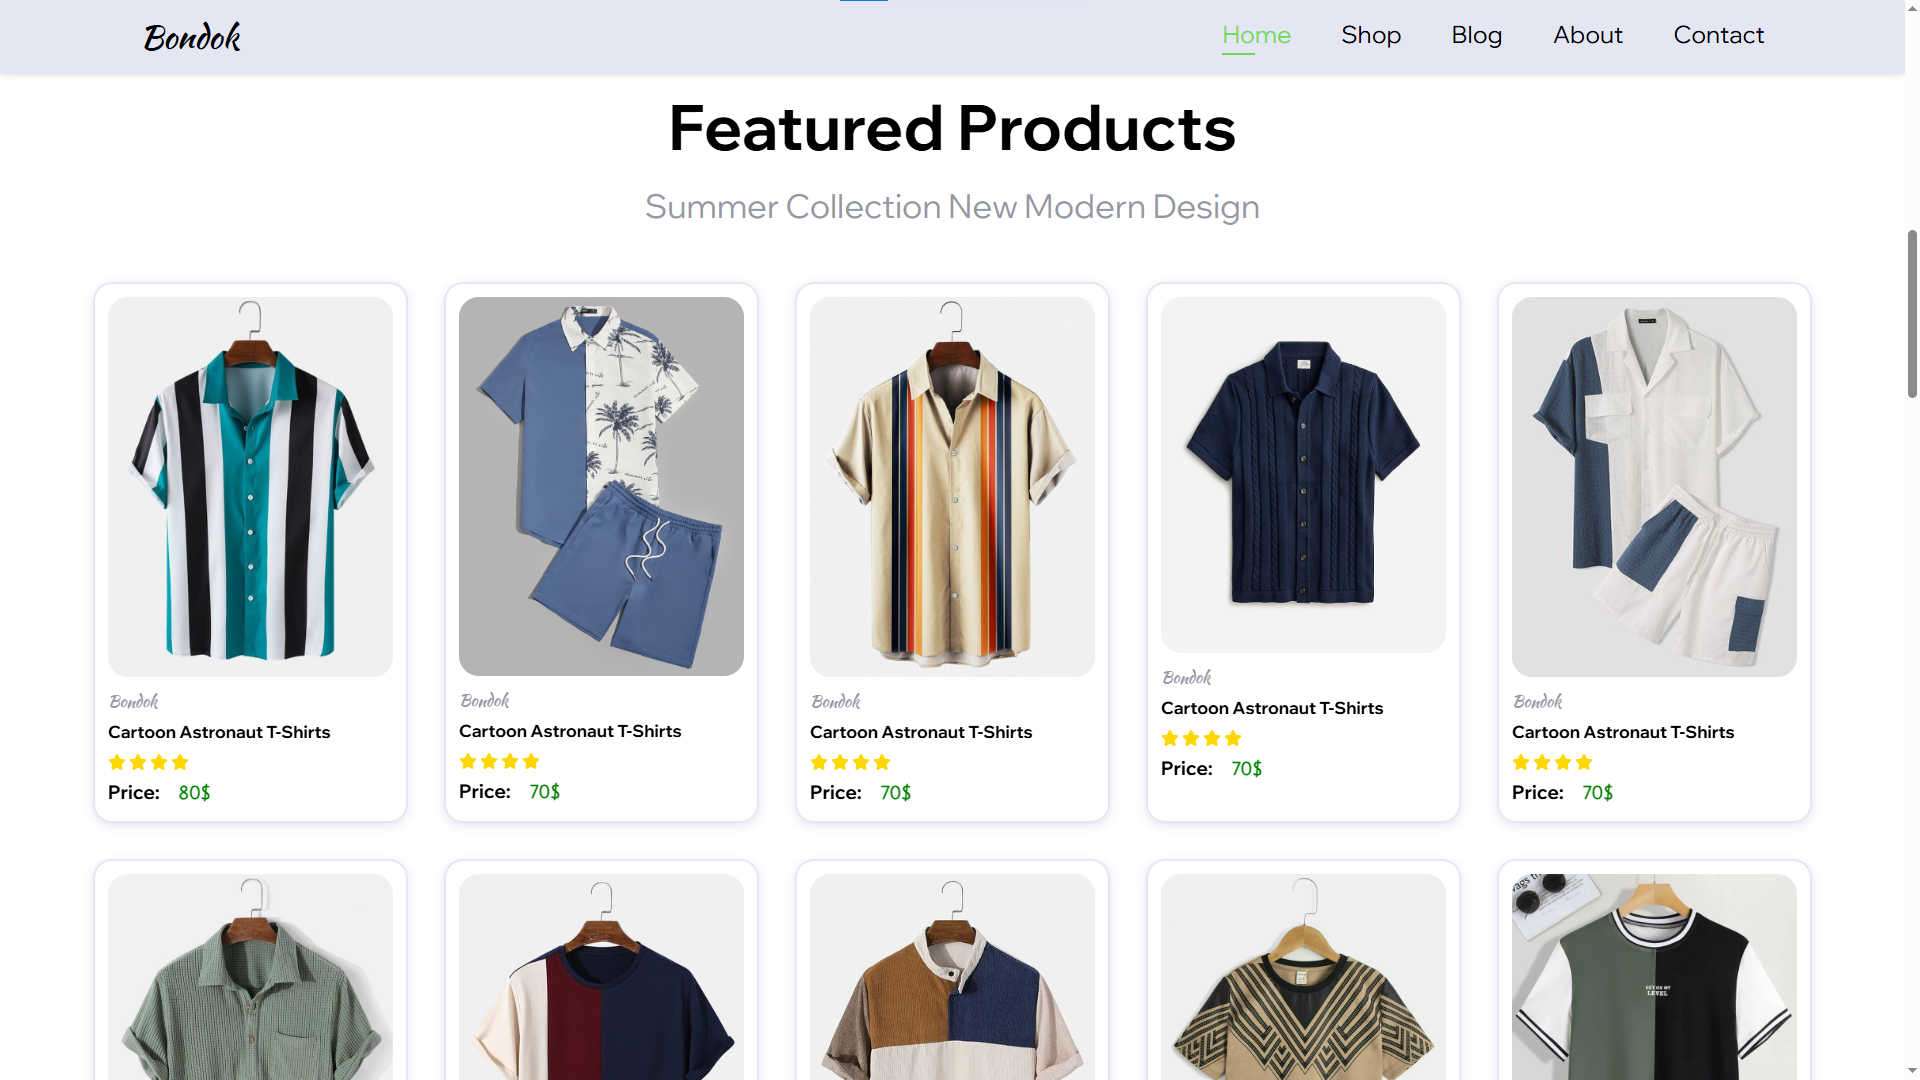 Bondok
Home Shop Blog About Contact
Featured Products
Summer Collection New Modern Design
Bondok
Cartoon Astronaut T-Shirts
Price: 80$
Bondok
Cartoon Astronaut T-Shirts
Price: 70$
Bondok
Cartoon Astronaut T-Shirts
Price: 70$
Bondok
Cartoon Astronaut T-Shirts
Price: 70$
Bondok
Cartoon Astronaut T-Shirts
Price: 70$
LEVEL